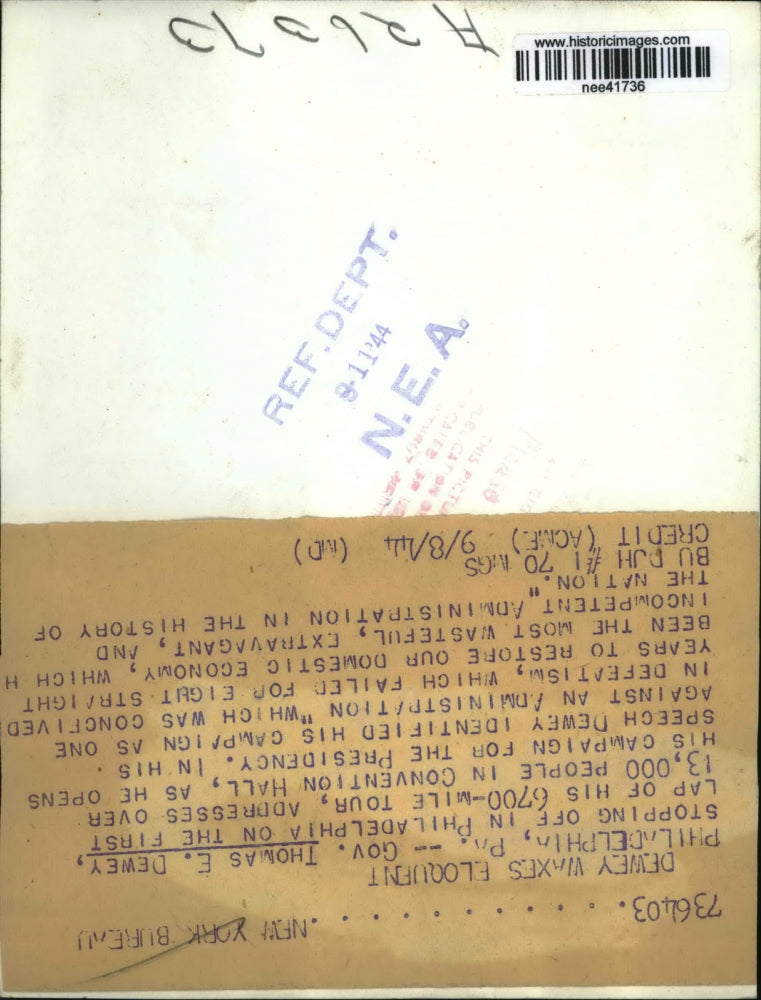 #26373
www.historicimages.com
nee41736
REF. DEPT.
9-11'44
N.E.A.
THIS PICTU
736403. . . . . . . . . . . . NEW YORK BUREAU
DEWEY WAXES ELOQUENT
PHILADELPHIA, PA. -- GOV. THOMAS E. DEWEY,
STOPPING OFF IN PHILADELPHIA ON THE FIRST
LAP OF HIS 6700-MILE TOUR, ADDRESSES OVER
13,000 PEOPLE IN CONVENTION HALL, AS HE OPENS
HIS CAMPAIGN FOR THE PRESIDENCY. IN HIS
SPEECH DEWEY IDENTIFIED HIS CAMPAIGN AS ONE
AGAINST AN ADMINISTRATION "WHICH WAS CONCEIVED
IN DEFEATISM, WHICH FAILED FOR EIGHT STRAIGHT
YEARS TO RESTORE OUR DOMESTIC ECONOMY, WHICH H
BEEN THE MOST WASTEFUL, EXTRAVAGANT, AND
INCOMPETENT ADMINISTRATION IN THE HISTORY OF
THE NATION."
BU DJH #1 70 MGS
CREDIT (ACME) 9/8/44 (MD)